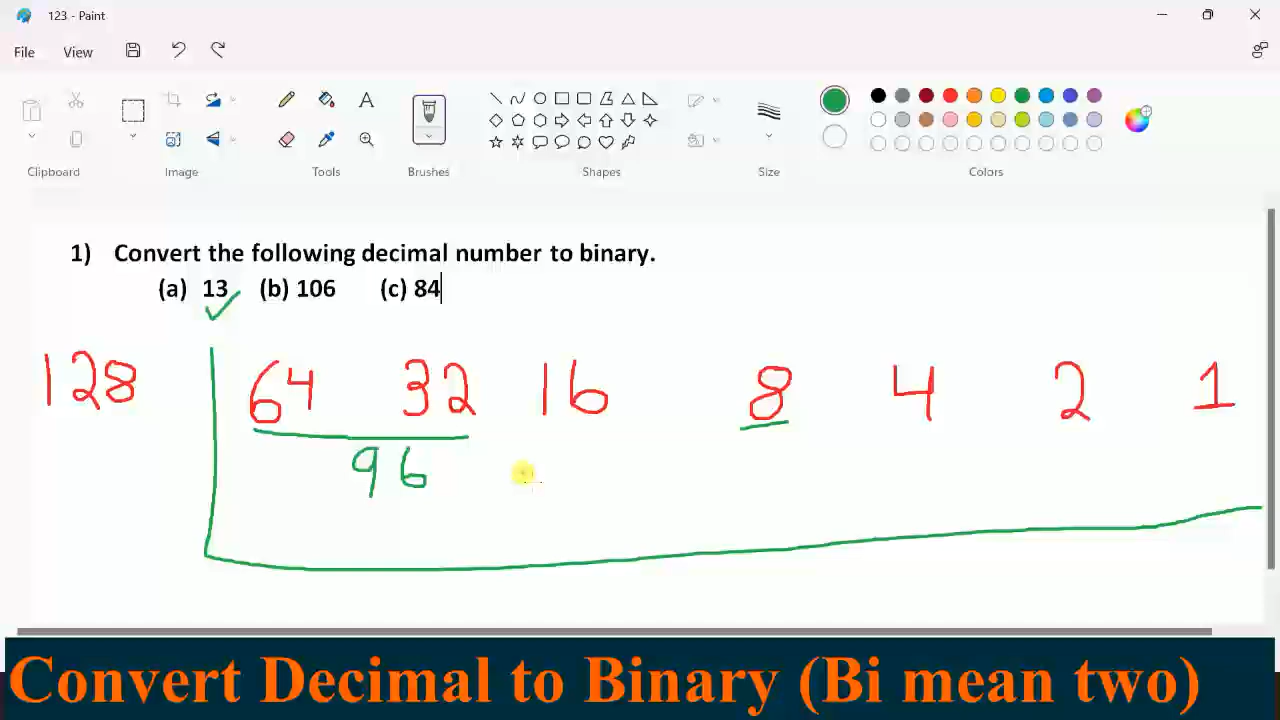 123 - Paint
File View
Clipboard Image Tools Brushes Shapes Size Colors
1) Convert the following decimal number to binary.
(a) 13 (b) 106 (c) 84
128 64 32 16 8 4 2 1
96
Convert Decimal to Binary (Bi mean two)